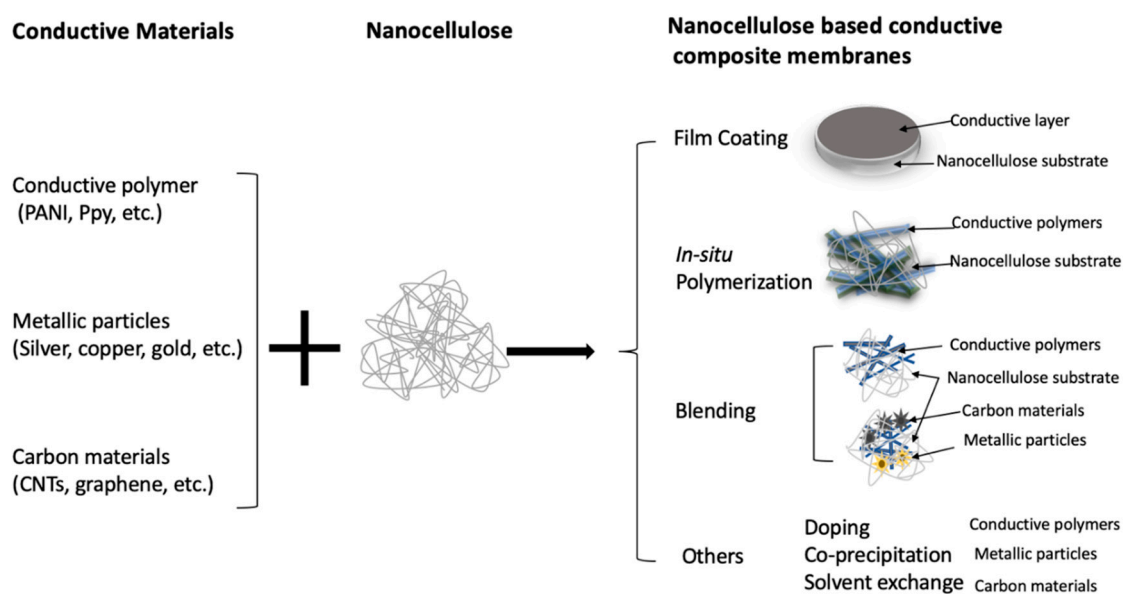 Conductive Materials
Nanocellulose
Nanocellulose based conductive
composite membranes
Conductive polymer
(PANI, Ppy, etc.)
Metallic particles
(Silver, copper, gold, etc.)
Carbon materials
(CNTs, graphene, etc.)
Film Coating
Conductive layer
Nanocellulose substrate
In-situ
Polymerization
Conductive polymers
Nanocellulose substrate
Blending
Conductive polymers
Nanocellulose substrate
Carbon materials
Metallic particles
Others
Doping
Co-precipitation
Solvent exchange
Conductive polymers
Metallic particles
Carbon materials